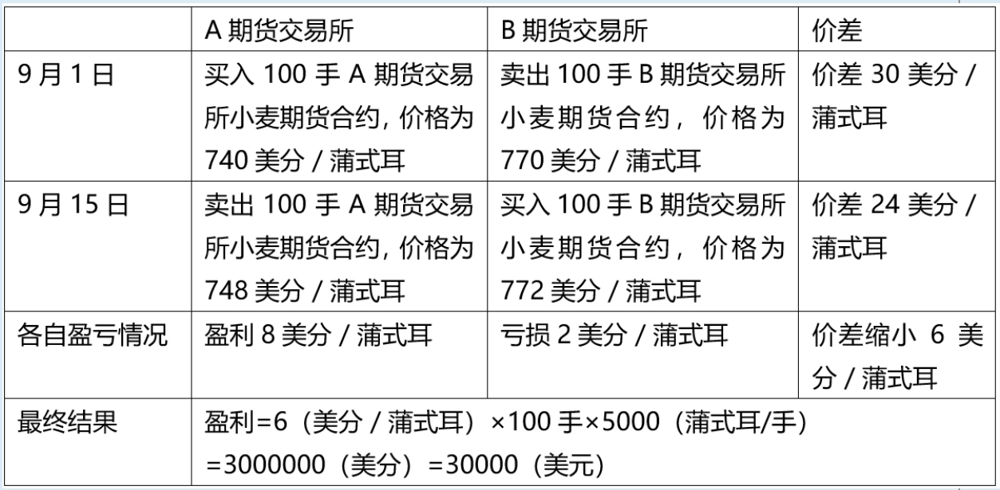 A 期货交易所
B 期货交易所
价差
9 月 1 日
买入 100 手 A 期货交易
所小麦期货合约, 价格为
740 美分 / 蒲式耳
卖出 100 手 B 期货交易所
小麦期货合约，价格为
770 美分 / 蒲式耳
价差 30 美分 /
蒲式耳
9 月 15 日
卖出 100 手 A 期货交易
所小麦期货合约, 价格为
748 美分 / 蒲式耳
买入 100 手 B 期货交易所
小麦期货合约，价格为
772 美分 / 蒲式耳
价差 24 美分 /
蒲式耳
各自盈亏情况
盈利 8 美分 / 蒲式耳
亏损 2 美分 / 蒲式耳
价差缩小 6 美
分 / 蒲式耳
最终结果
盈利=6（美分 / 蒲式耳）×100 手×5000（蒲式耳/手）
=3000000（美分）=30000（美元）